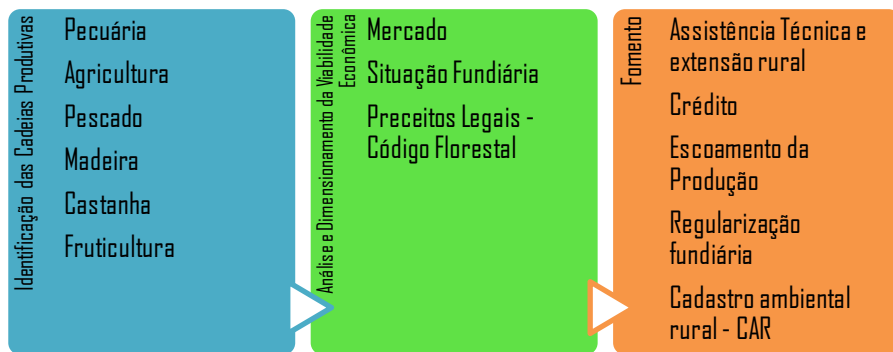 Identificação das Cadeias Produtivas
Pecuária
Agricultura
Pescado
Madeira
Castanha
Fruticultura
Análise e Dimensionamento da Viabilidade
Econômica
Mercado
Situação Fundiária
Preceitos Legais -
Código Florestal
Fomento
Assistência Técnica e
extensão rural
Crédito
Escoamento da
Produção
Regularização
fundiária
Cadastro ambiental
rural - CAR